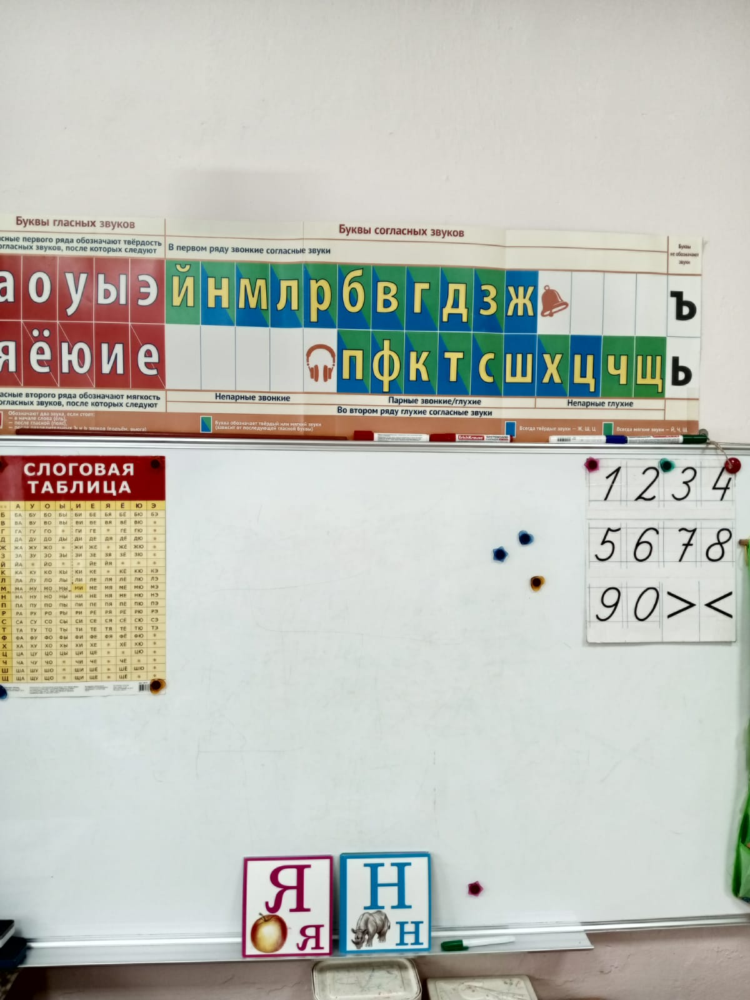 Буквы гласных звуков
Буквы согласных звуков
сные первого ряда обозначают твёрдость
огласных звуков, после которых следуют
В первом ряду звонкие согласные звуки
Буквы
не обозначают
звуки
а о у ы э й н м л р б в г д з ж ъ
я ё ю и е п ф к т с ш х ц ч щ ь
асные второго ряда обозначают мягкость
огласных звуков, после которых следуют
Непарные звонкие
Парные звонкие/глухие
Непарные глухие
Во втором ряду глухие согласные звуки
Обозначают два звука, если стоят:
— в начале слова (ель),
— после гласной (пояс),
— после разделительных Ъ и Ь знаков (подъём, вьюга)
Буква обозначает твёрдый или мягкий звук
(зависит от последующей гласной буквы)
Всегда твёрдые звуки — Ж, Ш, Ц
Всегда мягкие звуки — Й, Ч, Щ
ErichKrause
СЛОГОВАЯ
ТАБЛИЦА
А У О Ы И Е Я Ё Ю Э
Б БА БУ БО БЫ БИ БЕ БЯ БЁ БЮ БЭ
В ВА ВУ ВО ВЫ ВИ ВЕ ВЯ ВЁ ВЮ *
Г ГА ГУ ГО * ГИ ГЕ * ГЁ ГЮ *
Д ДА ДУ ДО ДЫ ДИ ДЕ ДЯ ДЁ ДЮ *
Ж ЖА ЖУ ЖО * ЖИ ЖЕ * ЖЁ ЖЮ *
З ЗА ЗУ ЗО ЗЫ ЗИ ЗЕ ЗЯ ЗЁ ЗЮ *
Й ЙА * ЙО * * ЙЕ ЙЯ * * *
К КА КУ КО КЫ КИ КЕ * КЁ КЮ КЭ
Л ЛА ЛУ ЛО ЛЫ ЛИ ЛЕ ЛЯ ЛЁ ЛЮ ЛЭ
М МА МУ МО МЫ МИ МЕ МЯ МЁ МЮ МЭ
Н НА НУ НО НЫ НИ НЕ НЯ НЁ НЮ НЭ
П ПА ПУ ПО ПЫ ПИ ПЕ ПЯ ПЁ ПЮ ПЭ
Р РА РУ РО РЫ РИ РЕ РЯ РЁ РЮ РЭ
С СА СУ СО СЫ СИ СЕ СЯ СЁ СЮ СЭ
Т ТА ТУ ТО ТЫ ТИ ТЕ ТЯ ТЁ ТЮ ТЭ
Ф ФА ФУ ФО ФЫ ФИ ФЕ ФЯ ФЁ ФЮ *
Х ХА ХУ ХО ХЫ ХИ ХЕ * ХЁ ХЮ *
Ц ЦА ЦУ ЦО ЦЫ ЦИ ЦЕ * * ЦЮ *
Ч ЧА ЧУ ЧО * ЧИ ЧЕ * ЧЁ * *
Ш ША ШУ ШО * ШИ ШЕ * ШЁ ШЮ *
Щ ЩА ЩУ ЩО * ЩИ ЩЕ * ЩЁ * *
1 2 3 4
5 6 7 8
9 0 > <
Я
я
Н
н